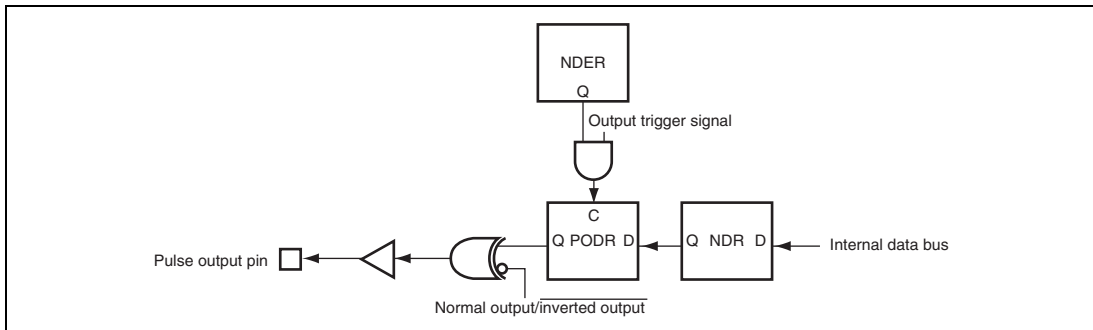 NDER
Q
Output trigger signal
C
Q PODR D
Q NDR D
Internal data bus
Pulse output pin
Normal output/inverted output